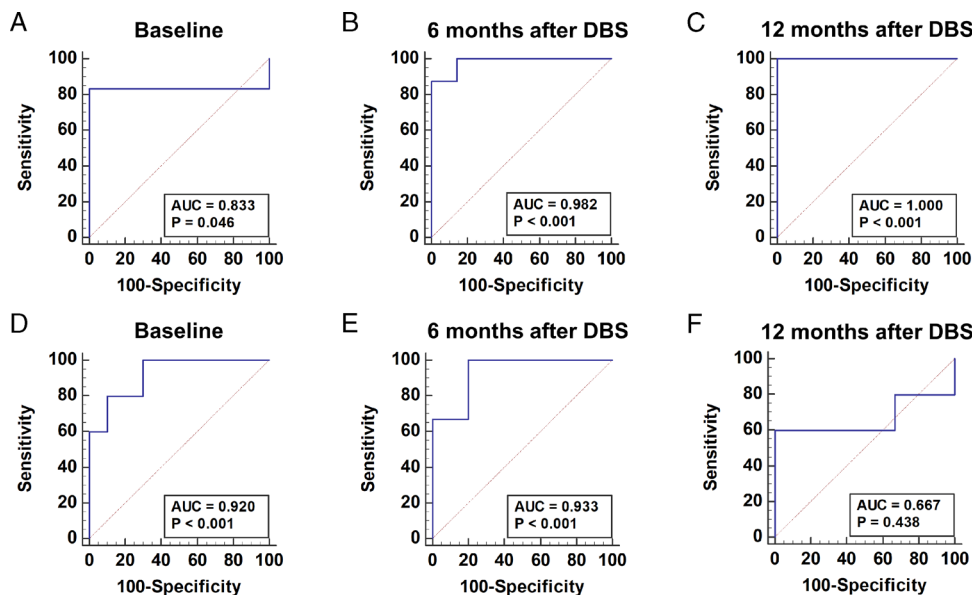 A
Baseline
100
80
60
40
20
0
Sensitivity
AUC = 0.833
P = 0.046
0 20 40 60 80 100
100-Specificity
B
6 months after DBS
100
80
60
40
20
0
Sensitivity
AUC = 0.982
P < 0.001
0 20 40 60 80 100
100-Specificity
C
12 months after DBS
100
80
60
40
20
0
Sensitivity
AUC = 1.000
P < 0.001
0 20 40 60 80 100
100-Specificity
D
Baseline
100
80
60
40
20
0
Sensitivity
AUC = 0.920
P < 0.001
0 20 40 60 80 100
100-Specificity
E
6 months after DBS
100
80
60
40
20
0
Sensitivity
AUC = 0.933
P < 0.001
0 20 40 60 80 100
100-Specificity
F
12 months after DBS
100
80
60
40
20
0
Sensitivity
AUC = 0.667
P = 0.438
0 20 40 60 80 100
100-Specificity